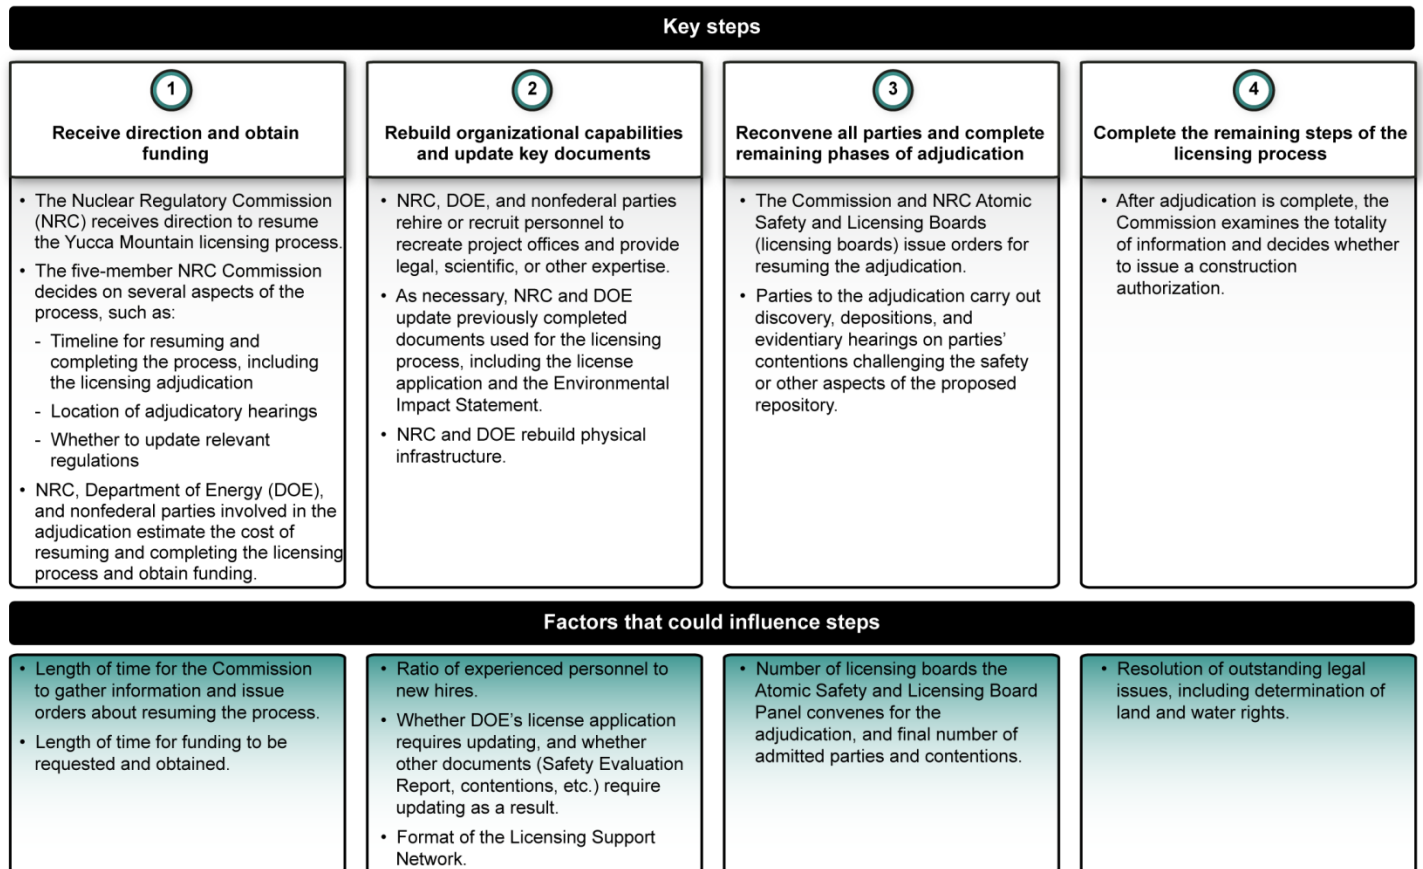 Key steps
1
Receive direction and obtain
funding
• The Nuclear Regulatory Commission
(NRC) receives direction to resume
the Yucca Mountain licensing process.
• The five-member NRC Commission
decides on several aspects of the
process, such as:
- Timeline for resuming and
completing the process, including
the licensing adjudication
- Location of adjudicatory hearings
- Whether to update relevant
regulations
• NRC, Department of Energy (DOE),
and nonfederal parties involved in the
adjudication estimate the cost of
resuming and completing the licensing
process and obtain funding.
2
Rebuild organizational capabilities
and update key documents
• NRC, DOE, and nonfederal parties
rehire or recruit personnel to
recreate project offices and provide
legal, scientific, or other expertise.
• As necessary, NRC and DOE
update previously completed
documents used for the licensing
process, including the license
application and the Environmental
Impact Statement.
• NRC and DOE rebuild physical
infrastructure.
3
Reconvene all parties and complete
remaining phases of adjudication
• The Commission and NRC Atomic
Safety and Licensing Boards
(licensing boards) issue orders for
resuming the adjudication.
• Parties to the adjudication carry out
discovery, depositions, and
evidentiary hearings on parties’
contentions challenging the safety
or other aspects of the proposed
repository.
4
Complete the remaining steps of the
licensing process
• After adjudication is complete, the
Commission examines the totality
of information and decides whether
to issue a construction
authorization.
Factors that could influence steps
• Length of time for the Commission
to gather information and issue
orders about resuming the process.
• Length of time for funding to be
requested and obtained.
• Ratio of experienced personnel to
new hires.
• Whether DOE’s license application
requires updating, and whether
other documents (Safety Evaluation
Report, contentions, etc.) require
updating as a result.
• Format of the Licensing Support
Network.
• Number of licensing boards the
Atomic Safety and Licensing Board
Panel convenes for the
adjudication, and final number of
admitted parties and contentions.
• Resolution of outstanding legal
issues, including determination of
land and water rights.